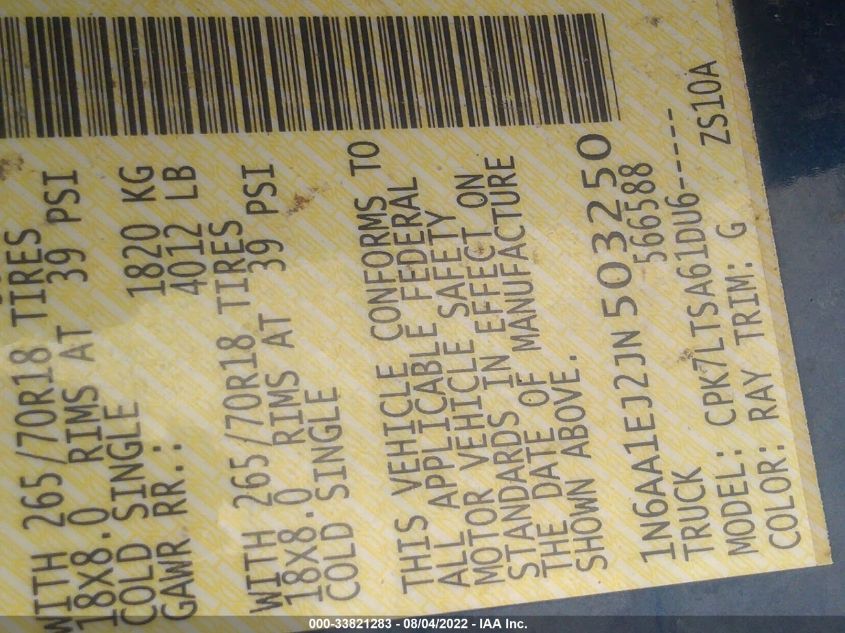 WITH 265/70R18 TIRES
18X8.0 RIMS AT 39 PSI
COLD SINGLE
GAWR RR.: 1820 KG
4012 LB
WITH 265/70R18 TIRES
18X8.0 RIMS AT 39 PSI
COLD SINGLE
THIS VEHICLE CONFORMS TO
ALL APPLICABLE FEDERAL
MOTOR VEHICLE SAFETY
STANDARDS IN EFFECT ON
THE DATE OF MANUFACTURE
SHOWN ABOVE.
1N6AA1EJ2JN503250
TRUCK 566588
MODEL: CPK7LTSA61DU6-----
COLOR: RAY TRIM: G ZS10A
000-33821283 - 08/04/2022 - IAA Inc.